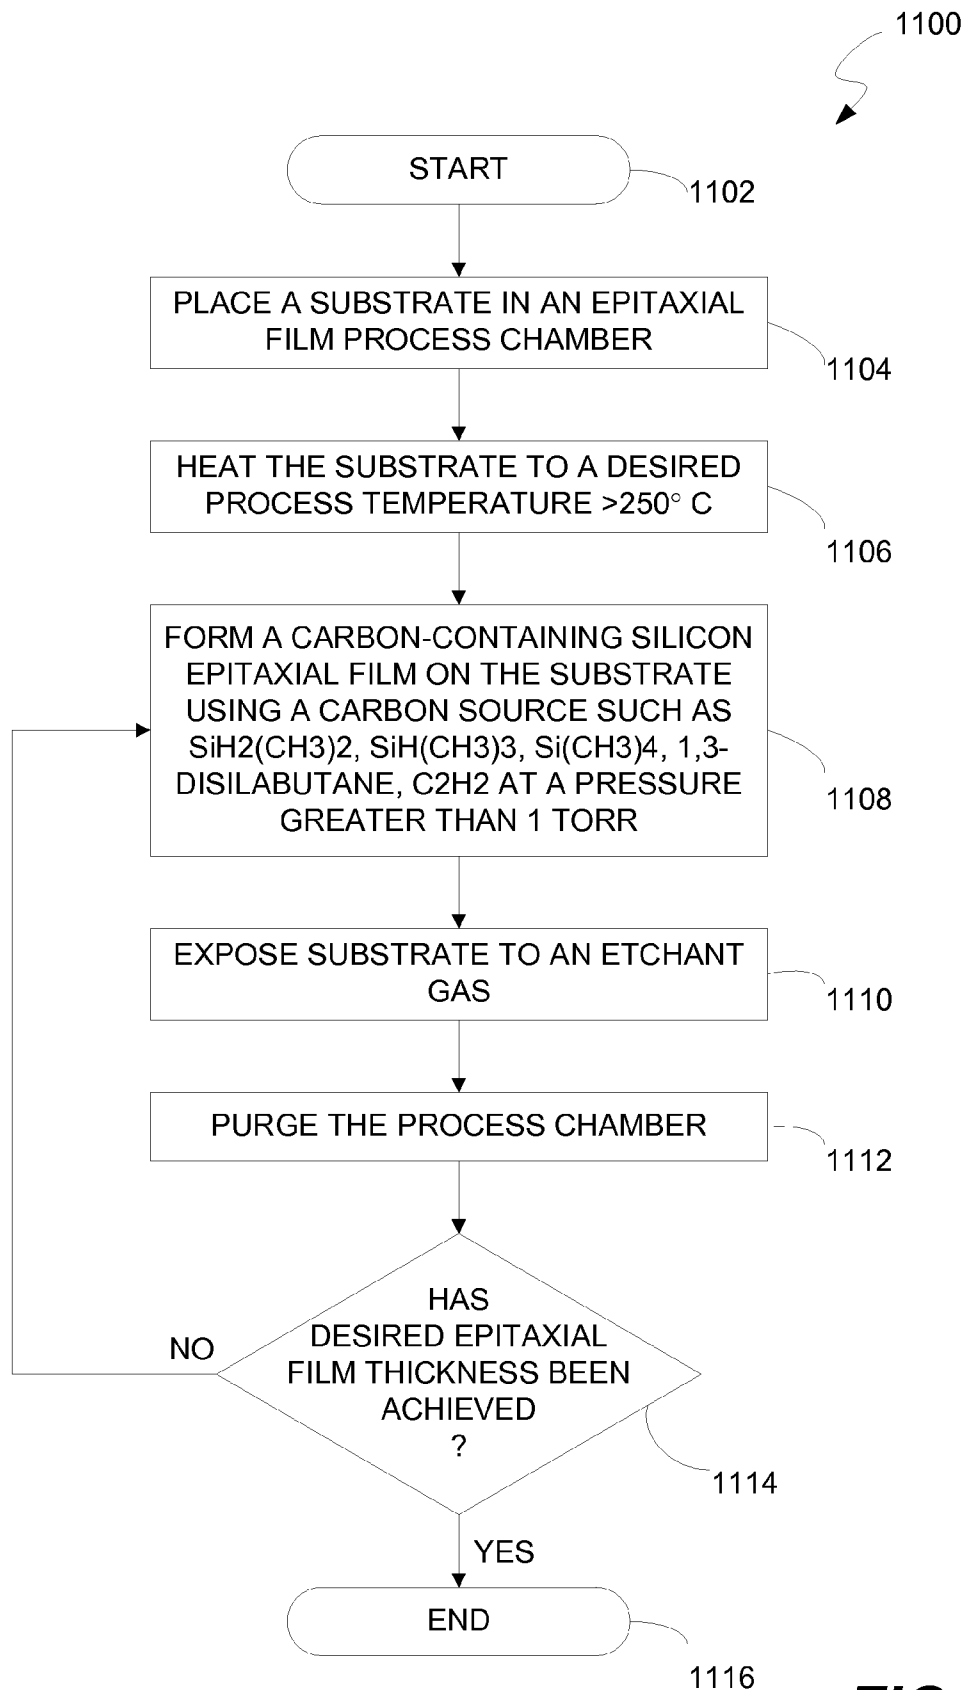 1100
START
1102
PLACE A SUBSTRATE IN AN EPITAXIAL
FILM PROCESS CHAMBER
1104
HEAT THE SUBSTRATE TO A DESIRED
PROCESS TEMPERATURE >250° C
1106
FORM A CARBON-CONTAINING SILICON
EPITAXIAL FILM ON THE SUBSTRATE
USING A CARBON SOURCE SUCH AS
SiH2(CH3)2, SiH(CH3)3, Si(CH3)4, 1,3-
DISILABUTANE, C2H2 AT A PRESSURE
GREATER THAN 1 TORR
1108
EXPOSE SUBSTRATE TO AN ETCHANT
GAS
1110
PURGE THE PROCESS CHAMBER
1112
HAS
DESIRED EPITAXIAL
FILM THICKNESS BEEN
ACHIEVED
?
NO
1114
YES
END
1116